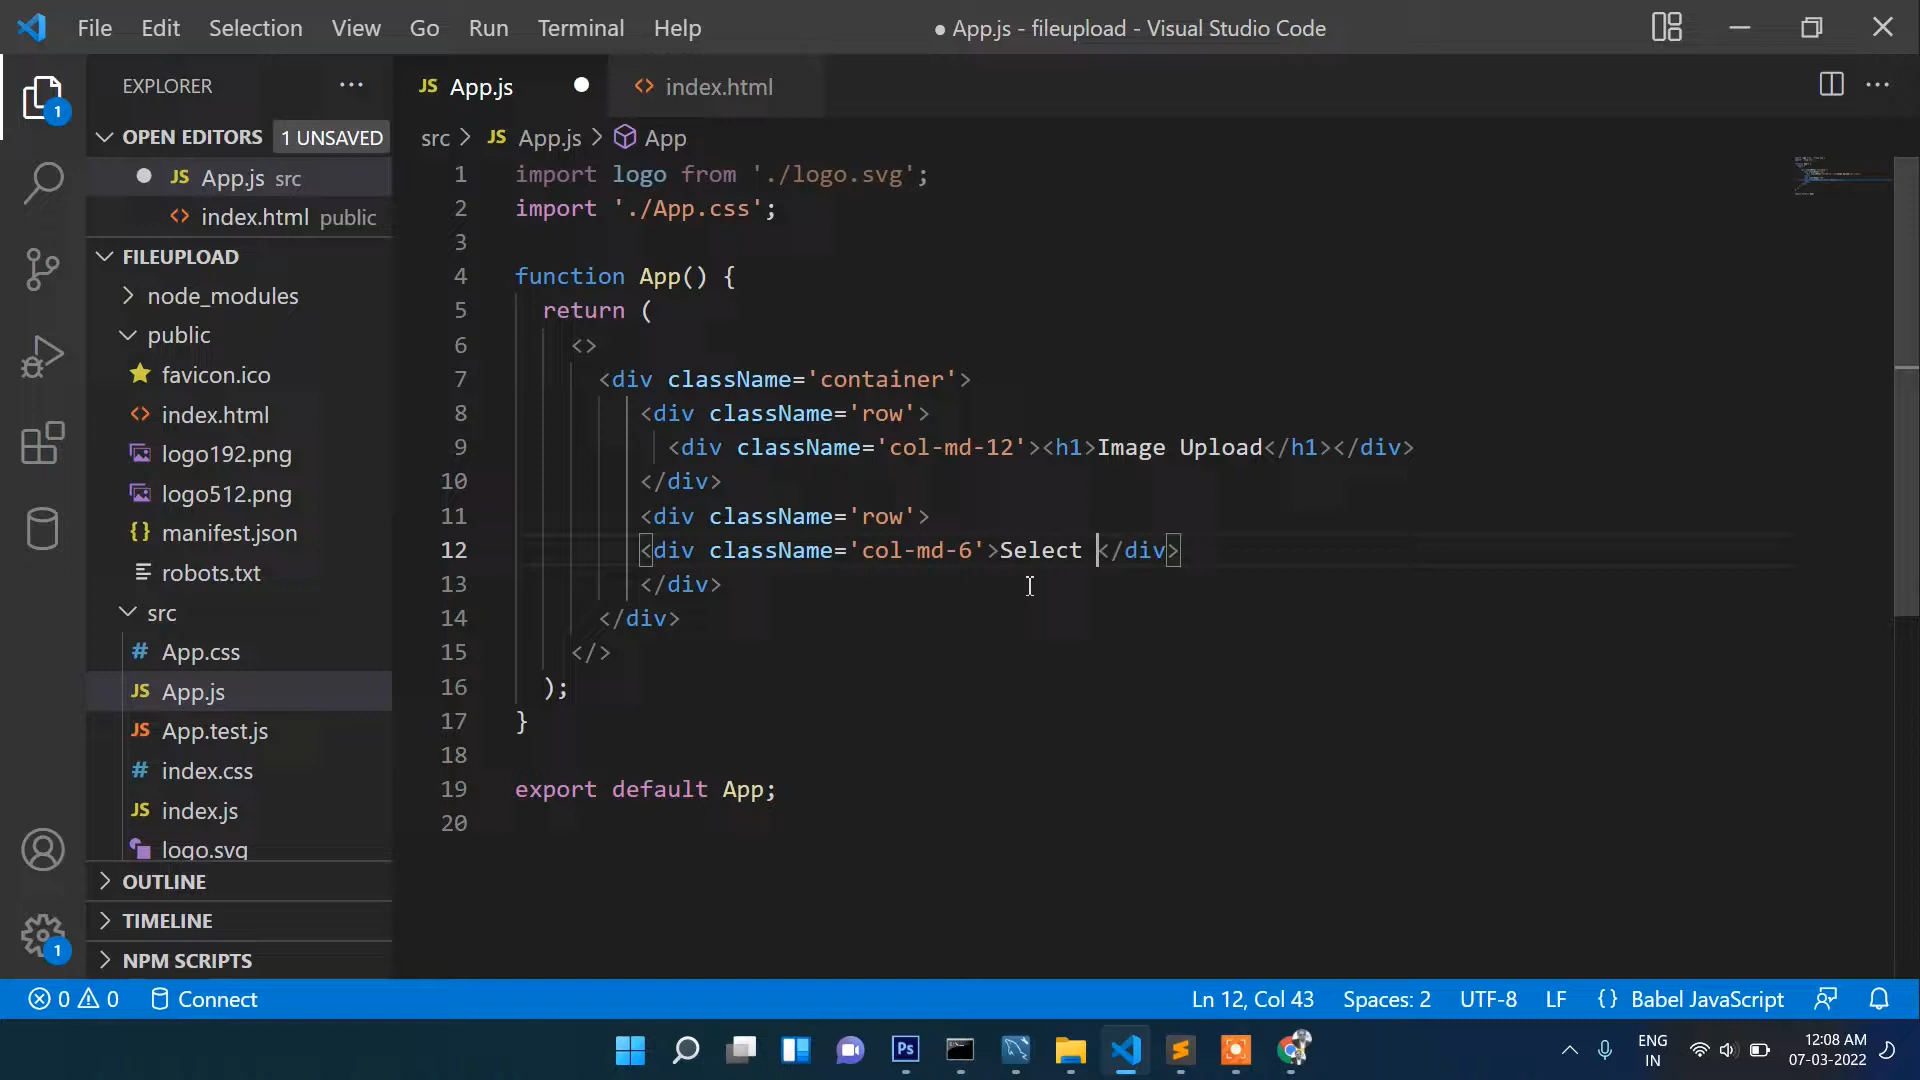 File Edit Selection View Go Run Terminal Help
● App.js - fileupload - Visual Studio Code
EXPLORER
JS App.js
<> index.html
OPEN EDITORS 1 UNSAVED
JS App.js src
<> index.html public
FILEUPLOAD
node_modules
public
favicon.ico
<> index.html
logo192.png
logo512.png
{} manifest.json
robots.txt
src
# App.css
JS App.js
JS App.test.js
# index.css
JS index.js
logo.svg
OUTLINE
TIMELINE
NPM SCRIPTS
1
1
src > JS App.js > App
1 import logo from './logo.svg';
2 import './App.css';
3
4 function App() {
5 return (
6 <>
7 <div className='container'>
8 <div className='row'>
9 <div className='col-md-12'><h1>Image Upload</h1></div>
10 </div>
11 <div className='row'>
12 <div className='col-md-6'>Select </div>
13 </div>
14 </div>
15 </>
16 );
17 }
18
19 export default App;
20
0 0 Connect
Ln 12, Col 43 Spaces: 2 UTF-8 LF {} Babel JavaScript
Ps
ENG
IN
12:08 AM
07-03-2022